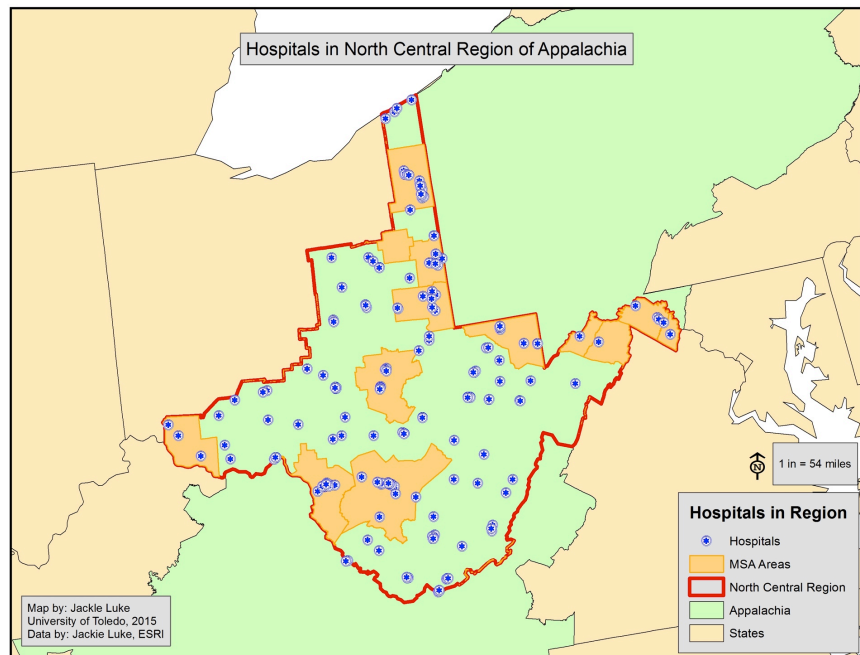 Hospitals in North Central Region of Appalachia
N
1 in = 54 miles
Hospitals in Region
Hospitals
MSA Areas
North Central Region
Appalachia
States
Map by: Jackle Luke
University of Toledo, 2015
Data by: Jackie Luke, ESRI